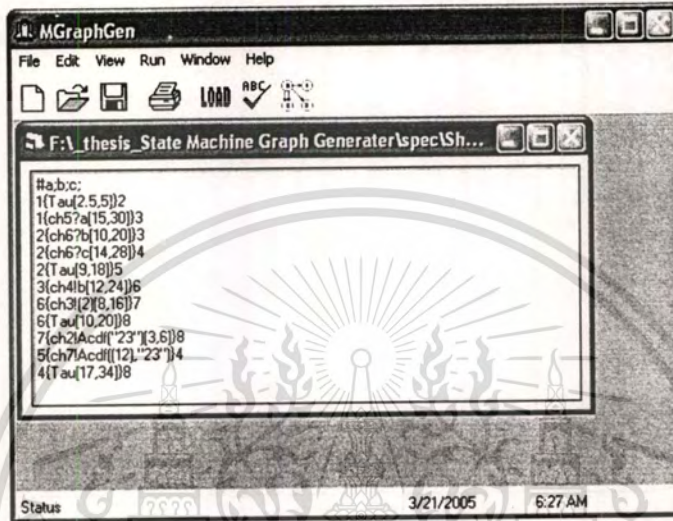 MGraphGen
File Edit View Run Window Help
LOAD ABC
F:\_thesis_State Machine Graph Generater\spec\Sh...
#a;b;c;
1{Tau[2.5,5]}2
1{ch5?a[15,30]}3
2{ch6?b[10,20]}3
2{ch6?c[14,28]}4
2{Tau[9,18]}5
3{ch4!b[12,24]}6
6{ch3![2][8,16]}7
6{Tau[10,20]}8
7{ch2!Acdf("23")[3,6]}8
5{ch7!Acdf([12],"23")}4
4{Tau[17,34]}8
Status 3/21/2005 6:27 AM